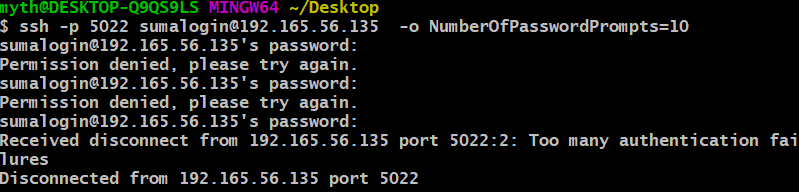 myth@DESKTOP-Q9QS9LS MINGW64 ~/Desktop
$ ssh -p 5022 sumalogin@192.165.56.135  -o NumberOfPasswordPrompts=10
sumalogin@192.165.56.135's password:
Permission denied, please try again.
sumalogin@192.165.56.135's password:
Permission denied, please try again.
sumalogin@192.165.56.135's password:
Received disconnect from 192.165.56.135 port 5022:2: Too many authentication fai
lures
Disconnected from 192.165.56.135 port 5022